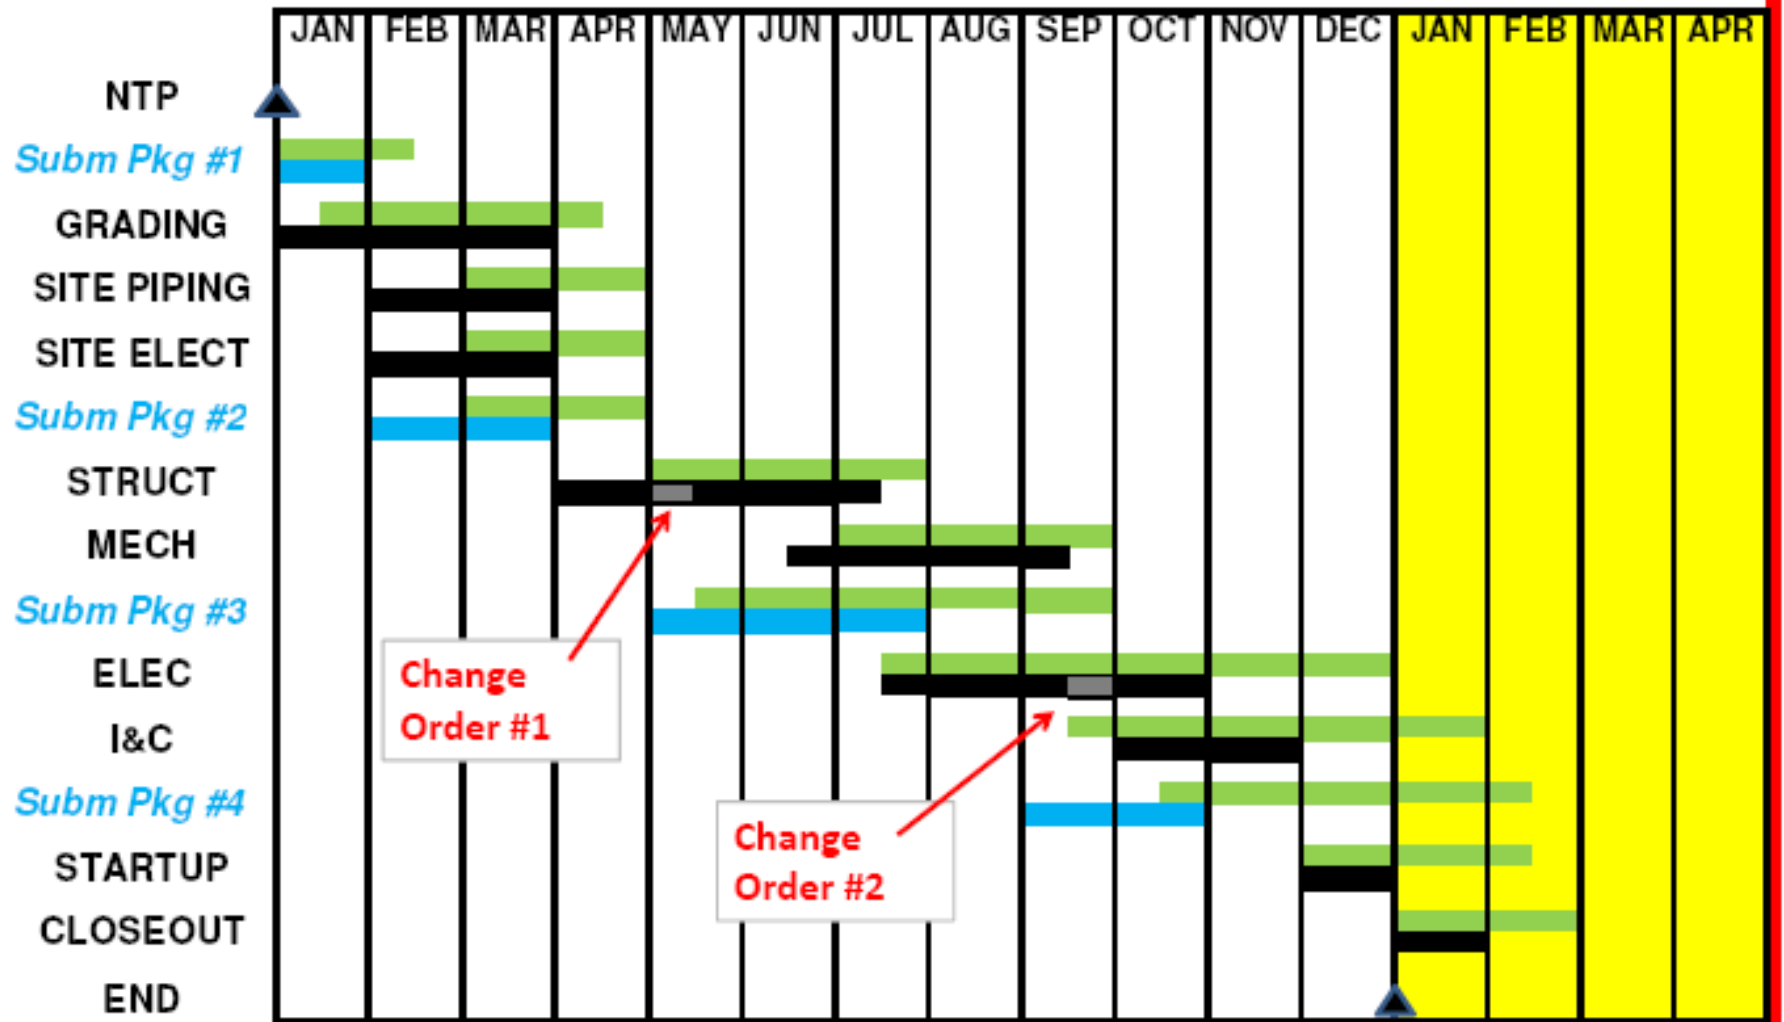 JAN FEB MAR APR MAY JUN JUL AUG SEP OCT NOV DEC JAN FEB MAR APR
NTP
Subm Pkg #1
GRADING
SITE PIPING
SITE ELECT
Subm Pkg #2
STRUCT
MECH
Subm Pkg #3
Change
Order #1
ELEC
I&C
Subm Pkg #4
Change
Order #2
STARTUP
CLOSEOUT
END